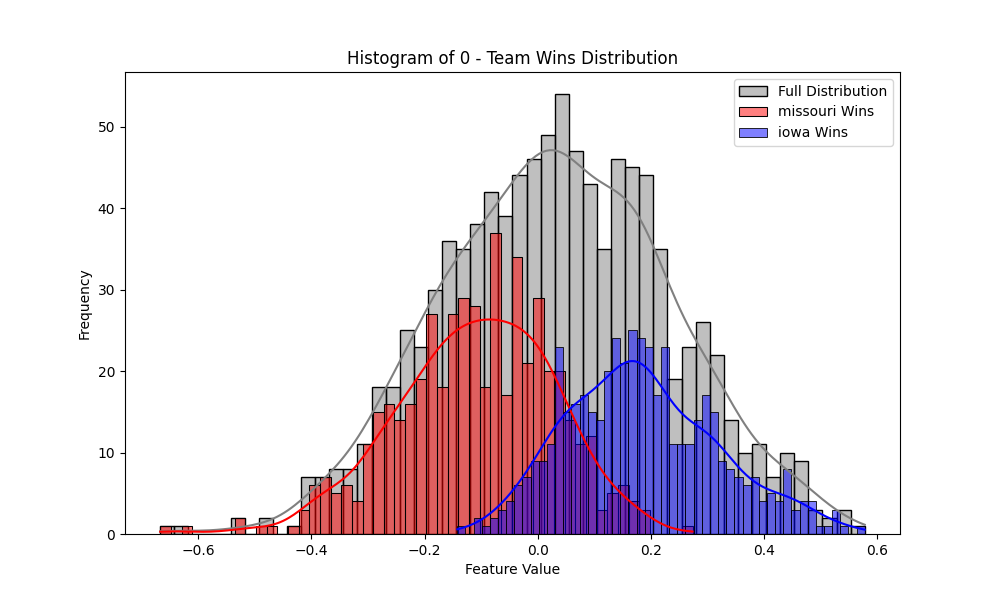 Histogram of 0 - Team Wins Distribution
Full Distribution
missouri Wins
iowa Wins
50
40
30
20
10
0
Frequency
−0.6 −0.4 −0.2 0.0 0.2 0.4 0.6
Feature Value